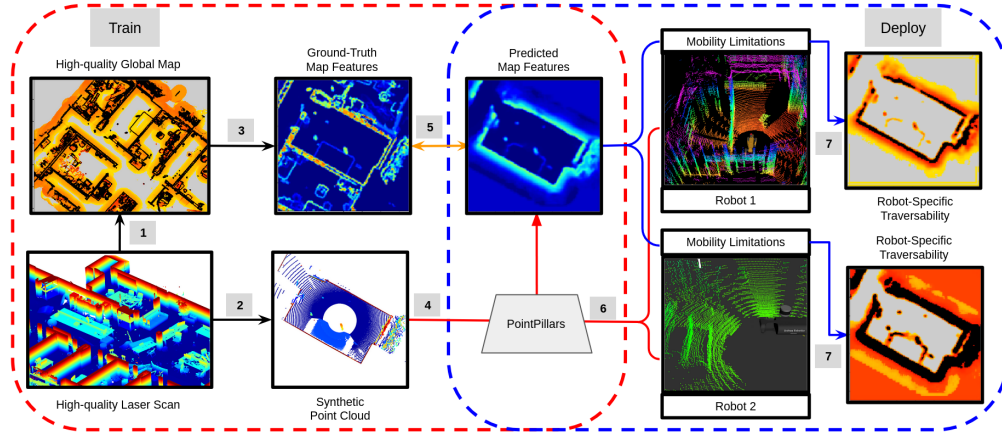 Train
Deploy
High-quality Global Map
Ground-Truth
Map Features
Predicted
Map Features
Mobility Limitations
3
5
7
Robot 1
Robot-Specific
Traversability
1
Mobility Limitations
Robot-Specific
Traversability
2
4
PointPillars
6
7
High-quality Laser Scan
Synthetic
Point Cloud
Robot 2